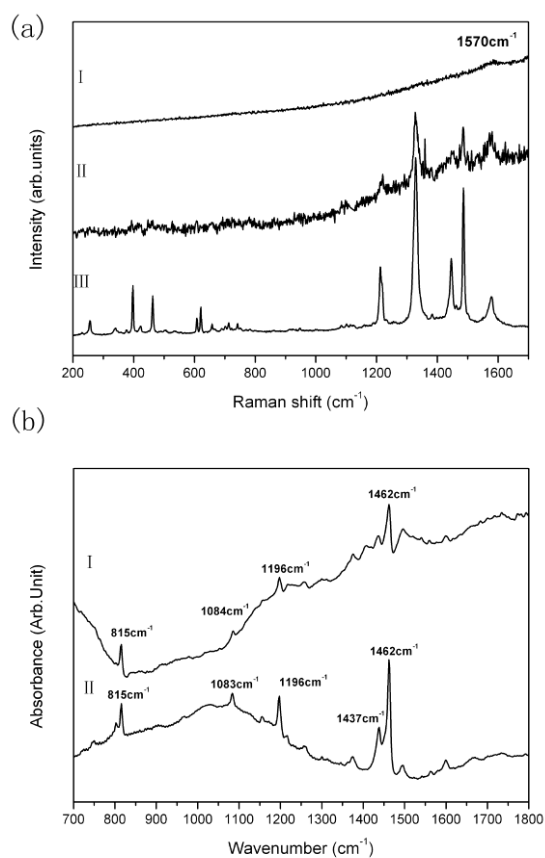 (a)
1570cm⁻¹
I
II
III
Intensity (arb.units)
200 400 600 800 1000 1200 1400 1600
Raman shift (cm⁻¹)
(b)
1462cm⁻¹
I
1196cm⁻¹
1084cm⁻¹
815cm⁻¹
1462cm⁻¹
II
815cm⁻¹
1083cm⁻¹
1196cm⁻¹
1437cm⁻¹
Absorbance (Arb.Unit)
700 800 900 1000 1100 1200 1300 1400 1500 1600 1700 1800
Wavenumber (cm⁻¹)